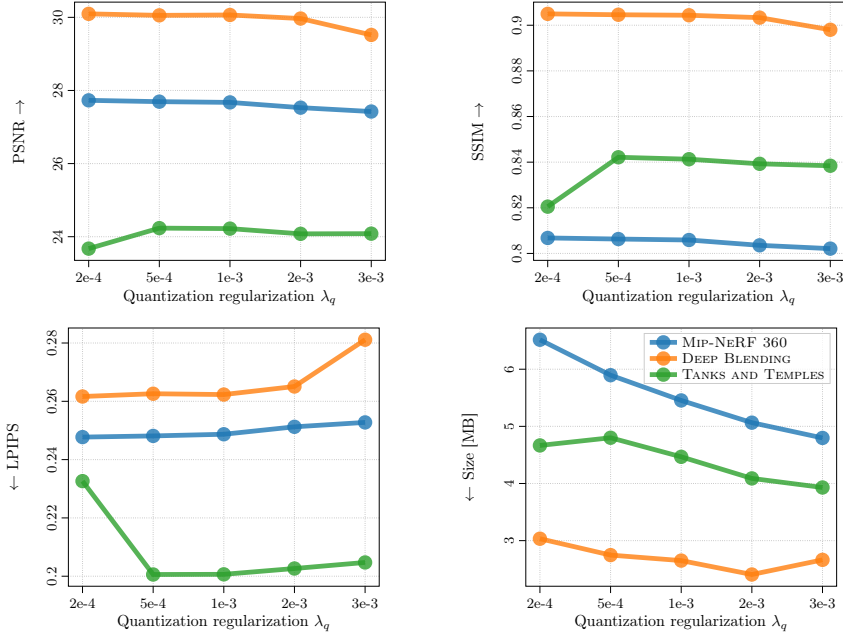 PSNR →
30
28
26
24
2e-4 5e-4 1e-3 2e-3 3e-3
Quantization regularization λ_q
SSIM →
0.9
0.88
0.86
0.84
0.82
0.8
2e-4 5e-4 1e-3 2e-3 3e-3
Quantization regularization λ_q
← LPIPS
0.28
0.26
0.24
0.22
0.2
2e-4 5e-4 1e-3 2e-3 3e-3
Quantization regularization λ_q
← Size [MB]
6
5
4
3
Mip-NeRF 360
Deep Blending
Tanks and Temples
2e-4 5e-4 1e-3 2e-3 3e-3
Quantization regularization λ_q